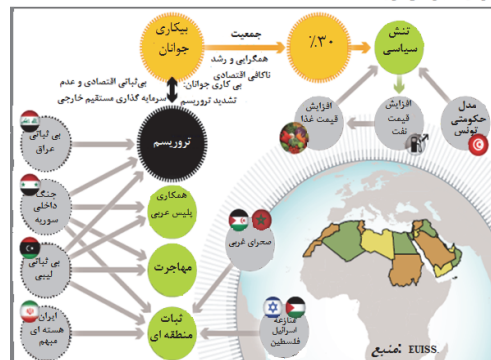 بیکاری
جوانان
جمعیت
همگرایی و رشد
ناکافی اقتصادی
٪۳۰
تنش
سیاسی
بی‌ثباتی اقتصادی و عدم
سرمایه گذاری مستقیم خارجی
بی کاری جوانان:
تشدید تروریسم
افزایش
قیمت غذا
افزایش
قیمت
نفت
مدل
حکومتی
تونس
بی ثباتی
عراق
تروریسم
جنگ
داخلی
سوریه
همکاری
پلیس عربی
بی ثباتی
لیبی
مهاجرت
صحرای غربی
ایران
هسته ای
مبهم
ثبات
منطقه ای
منازعه
اسرائیل
فلسطین
منبع: EUISS